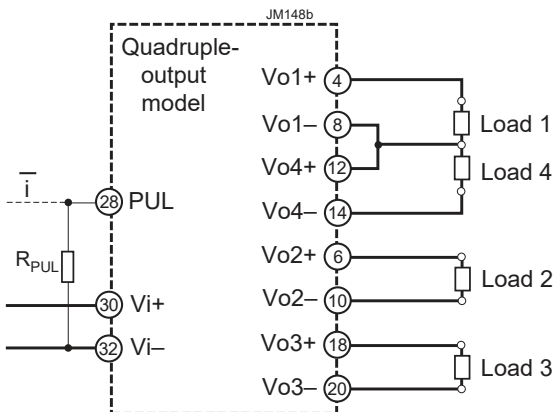 JM148b
Quadruple-
output
model
Vo1+ 4
Vo1– 8
Load 1
Vo4+ 12
Load 4
i
28 PUL
Vo4– 14
Vo2+ 6
RPUL
Load 2
30 Vi+
Vo2– 10
32 Vi–
Vo3+ 18
Load 3
Vo3– 20